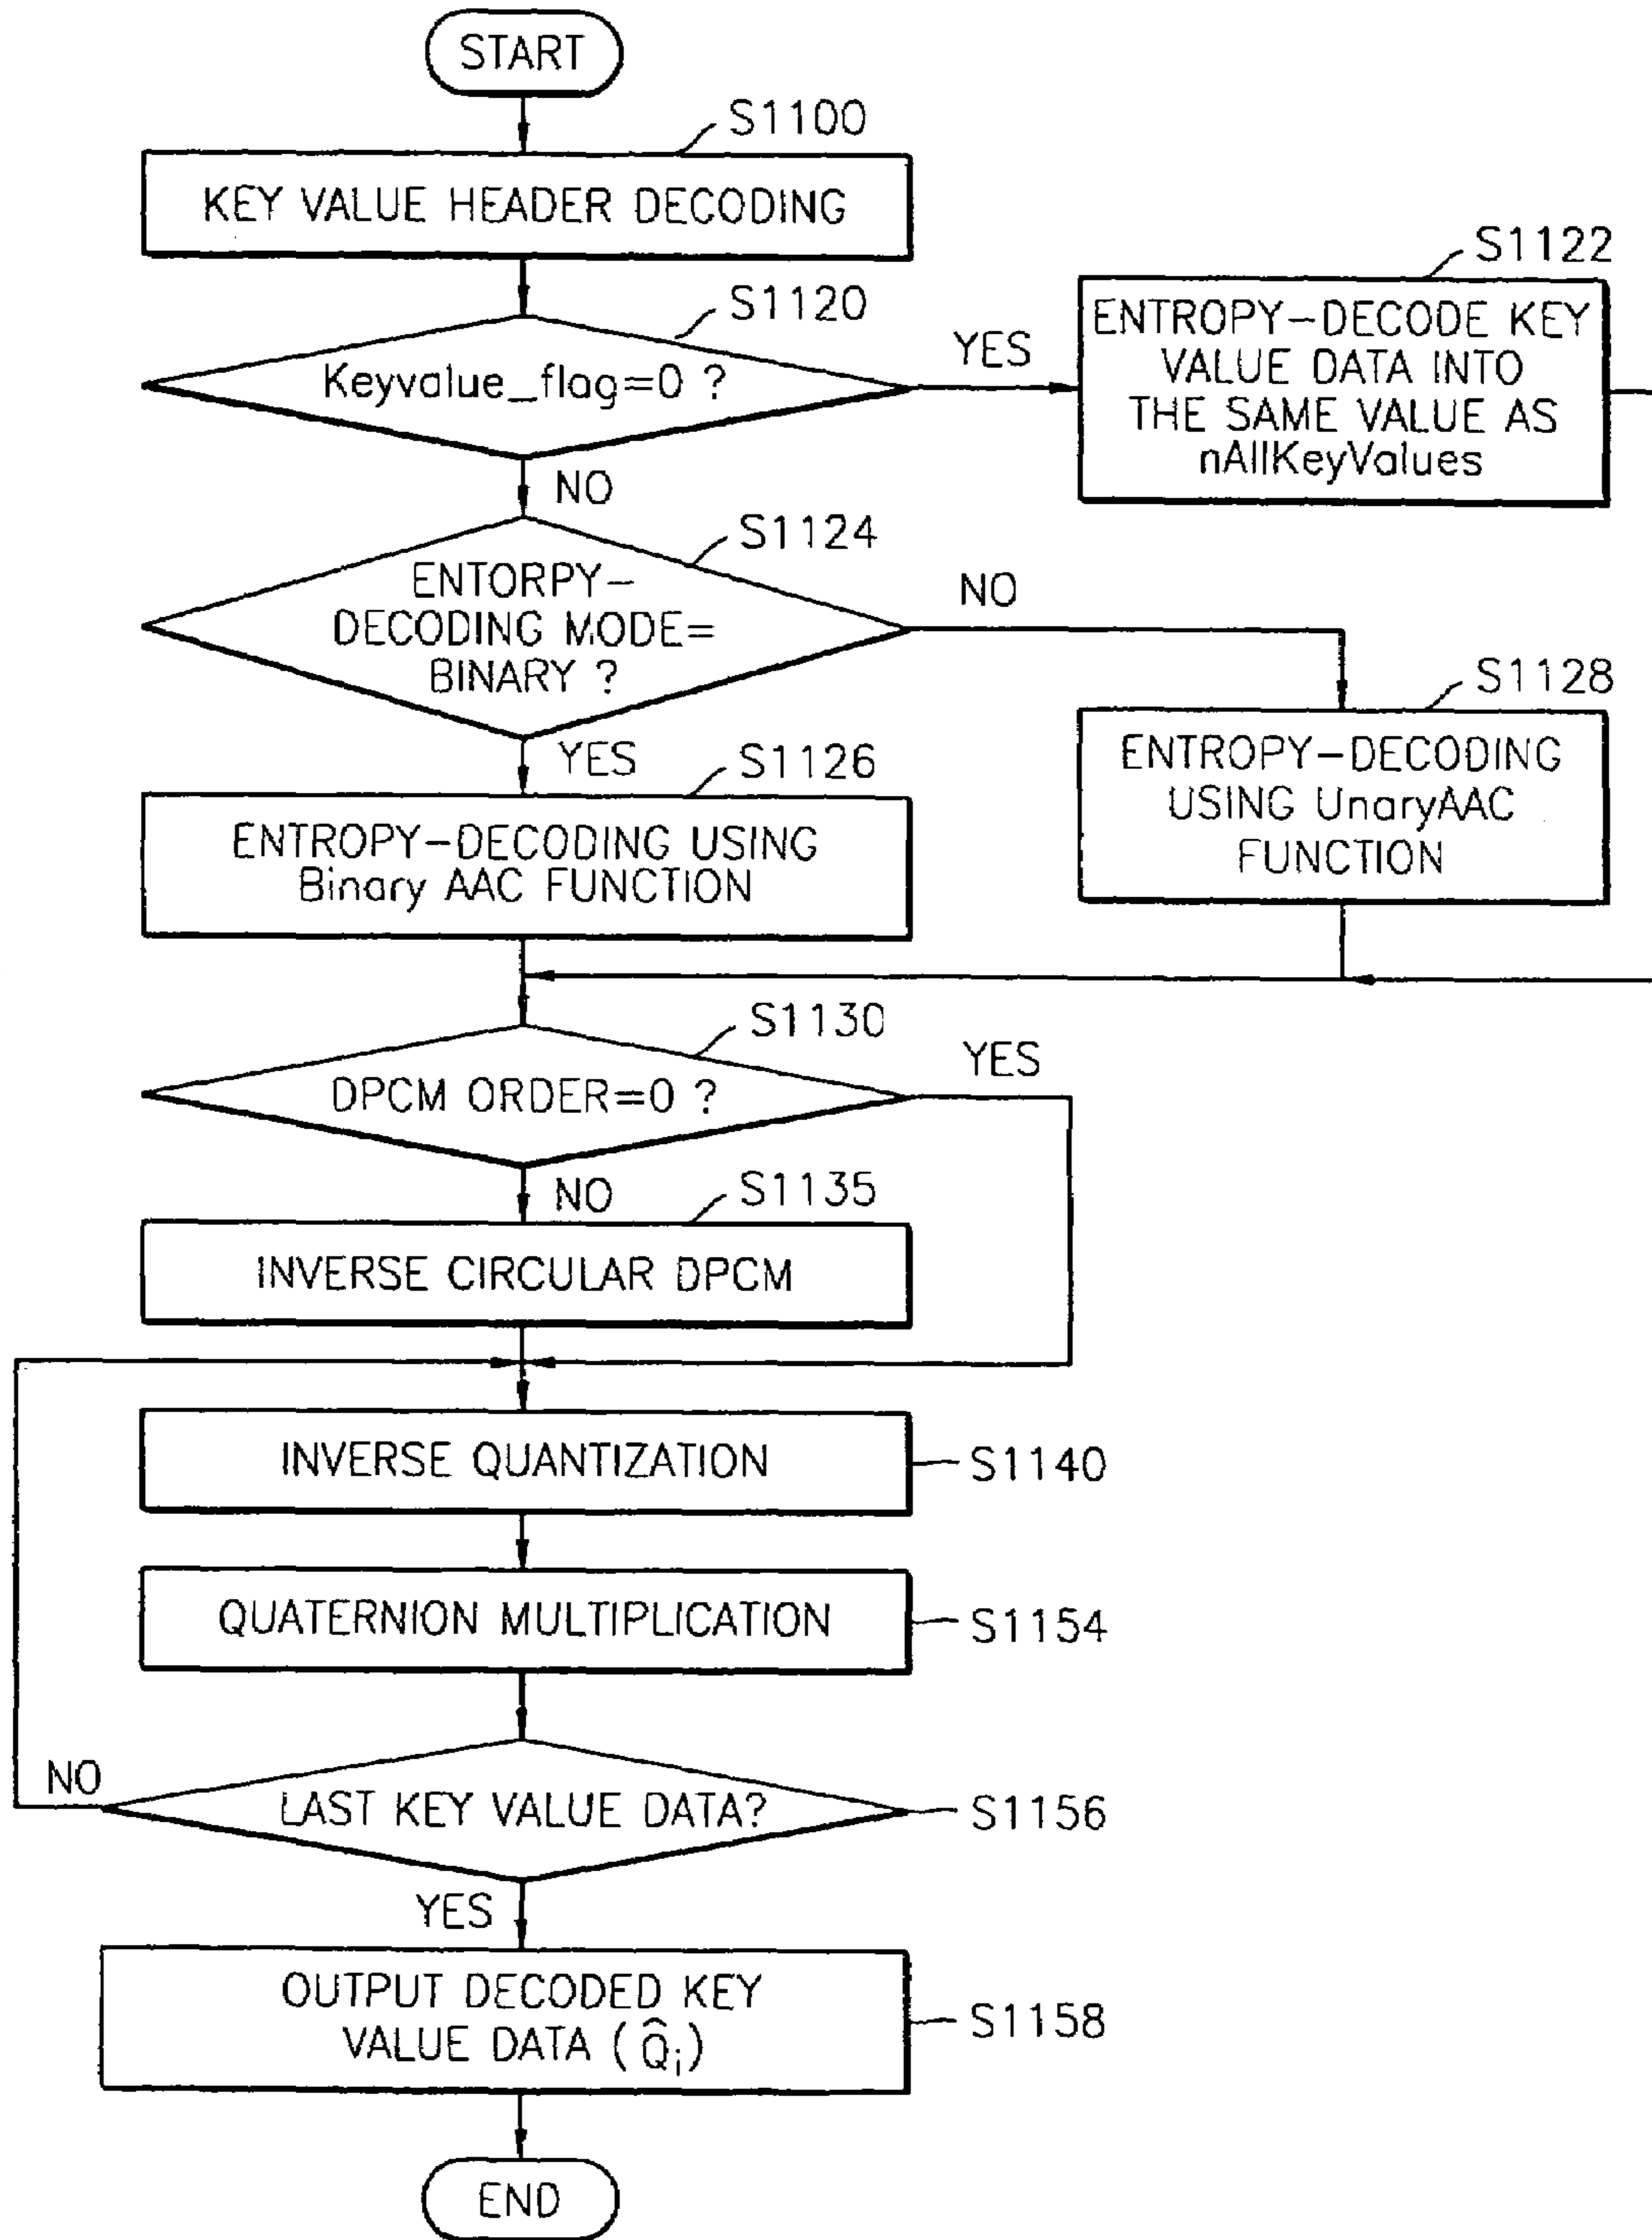 START
S1100
KEY VALUE HEADER DECODING
S1120
Keyvalue_flag=0 ?
YES
S1122
ENTROPY-DECODE KEY
VALUE DATA INTO
THE SAME VALUE AS
nAllKeyValues
NO
S1124
ENTORPY-
DECODING MODE=
BINARY ?
NO
S1128
ENTROPY-DECODING
USING UnaryAAC
FUNCTION
YES
S1126
ENTROPY-DECODING USING
Binary AAC FUNCTION
S1130
DPCM ORDER=0 ?
YES
NO
S1135
INVERSE CIRCULAR DPCM
INVERSE QUANTIZATION
S1140
QUATERNION MULTIPLICATION
S1154
NO
LAST KEY VALUE DATA?
S1156
YES
OUTPUT DECODED KEY
VALUE DATA (Q̂i)
S1158
END